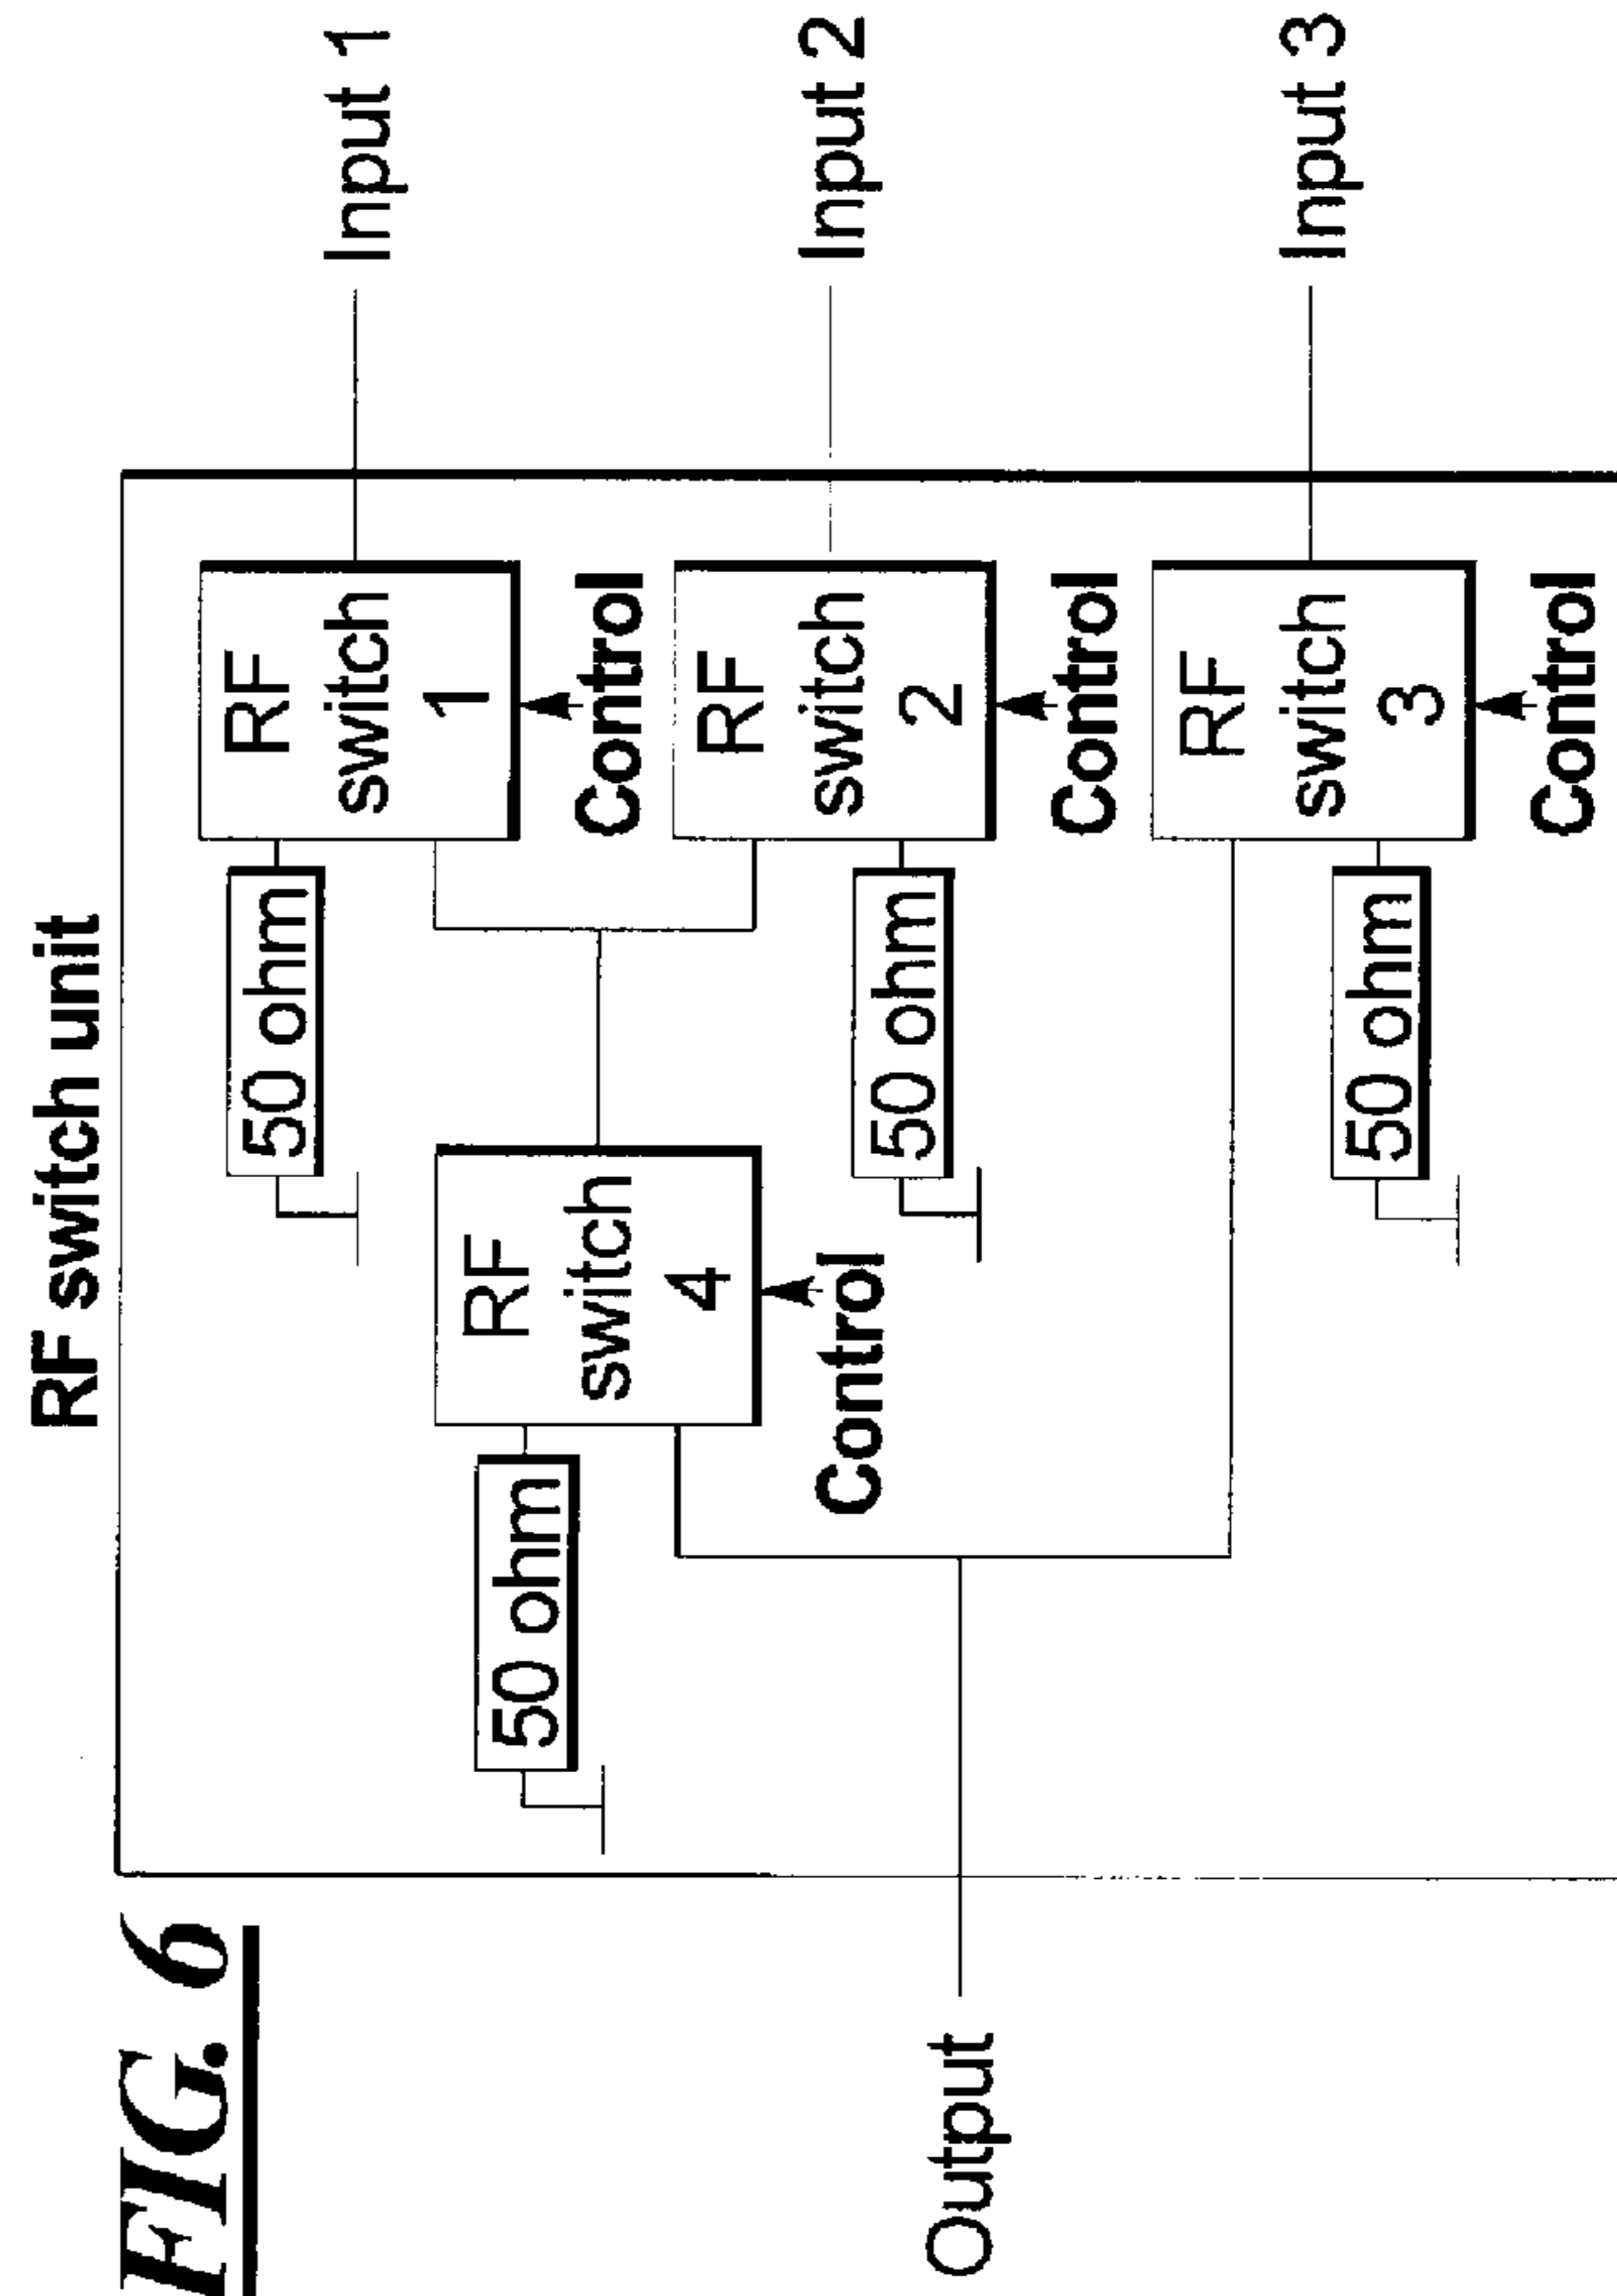 FIG. 6
RF switch unit
Input 1
RF
switch
1
Control
50 ohm
Input 2
RF
switch
2
Control
50 ohm
Input 3
RF
switch
3
Control
50 ohm
RF
switch
4
Control
50 ohm
Output